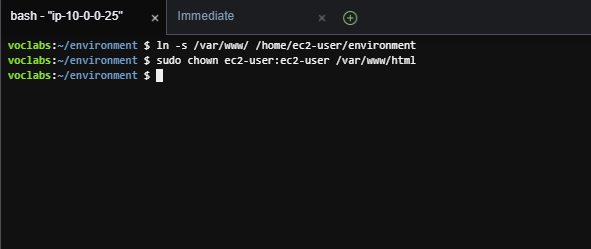 bash - "ip-10-0-0-25" × Immediate ×
voclabs:~/environment $ ln -s /var/www/ /home/ec2-user/environment
voclabs:~/environment $ sudo chown ec2-user:ec2-user /var/www/html
voclabs:~/environment $